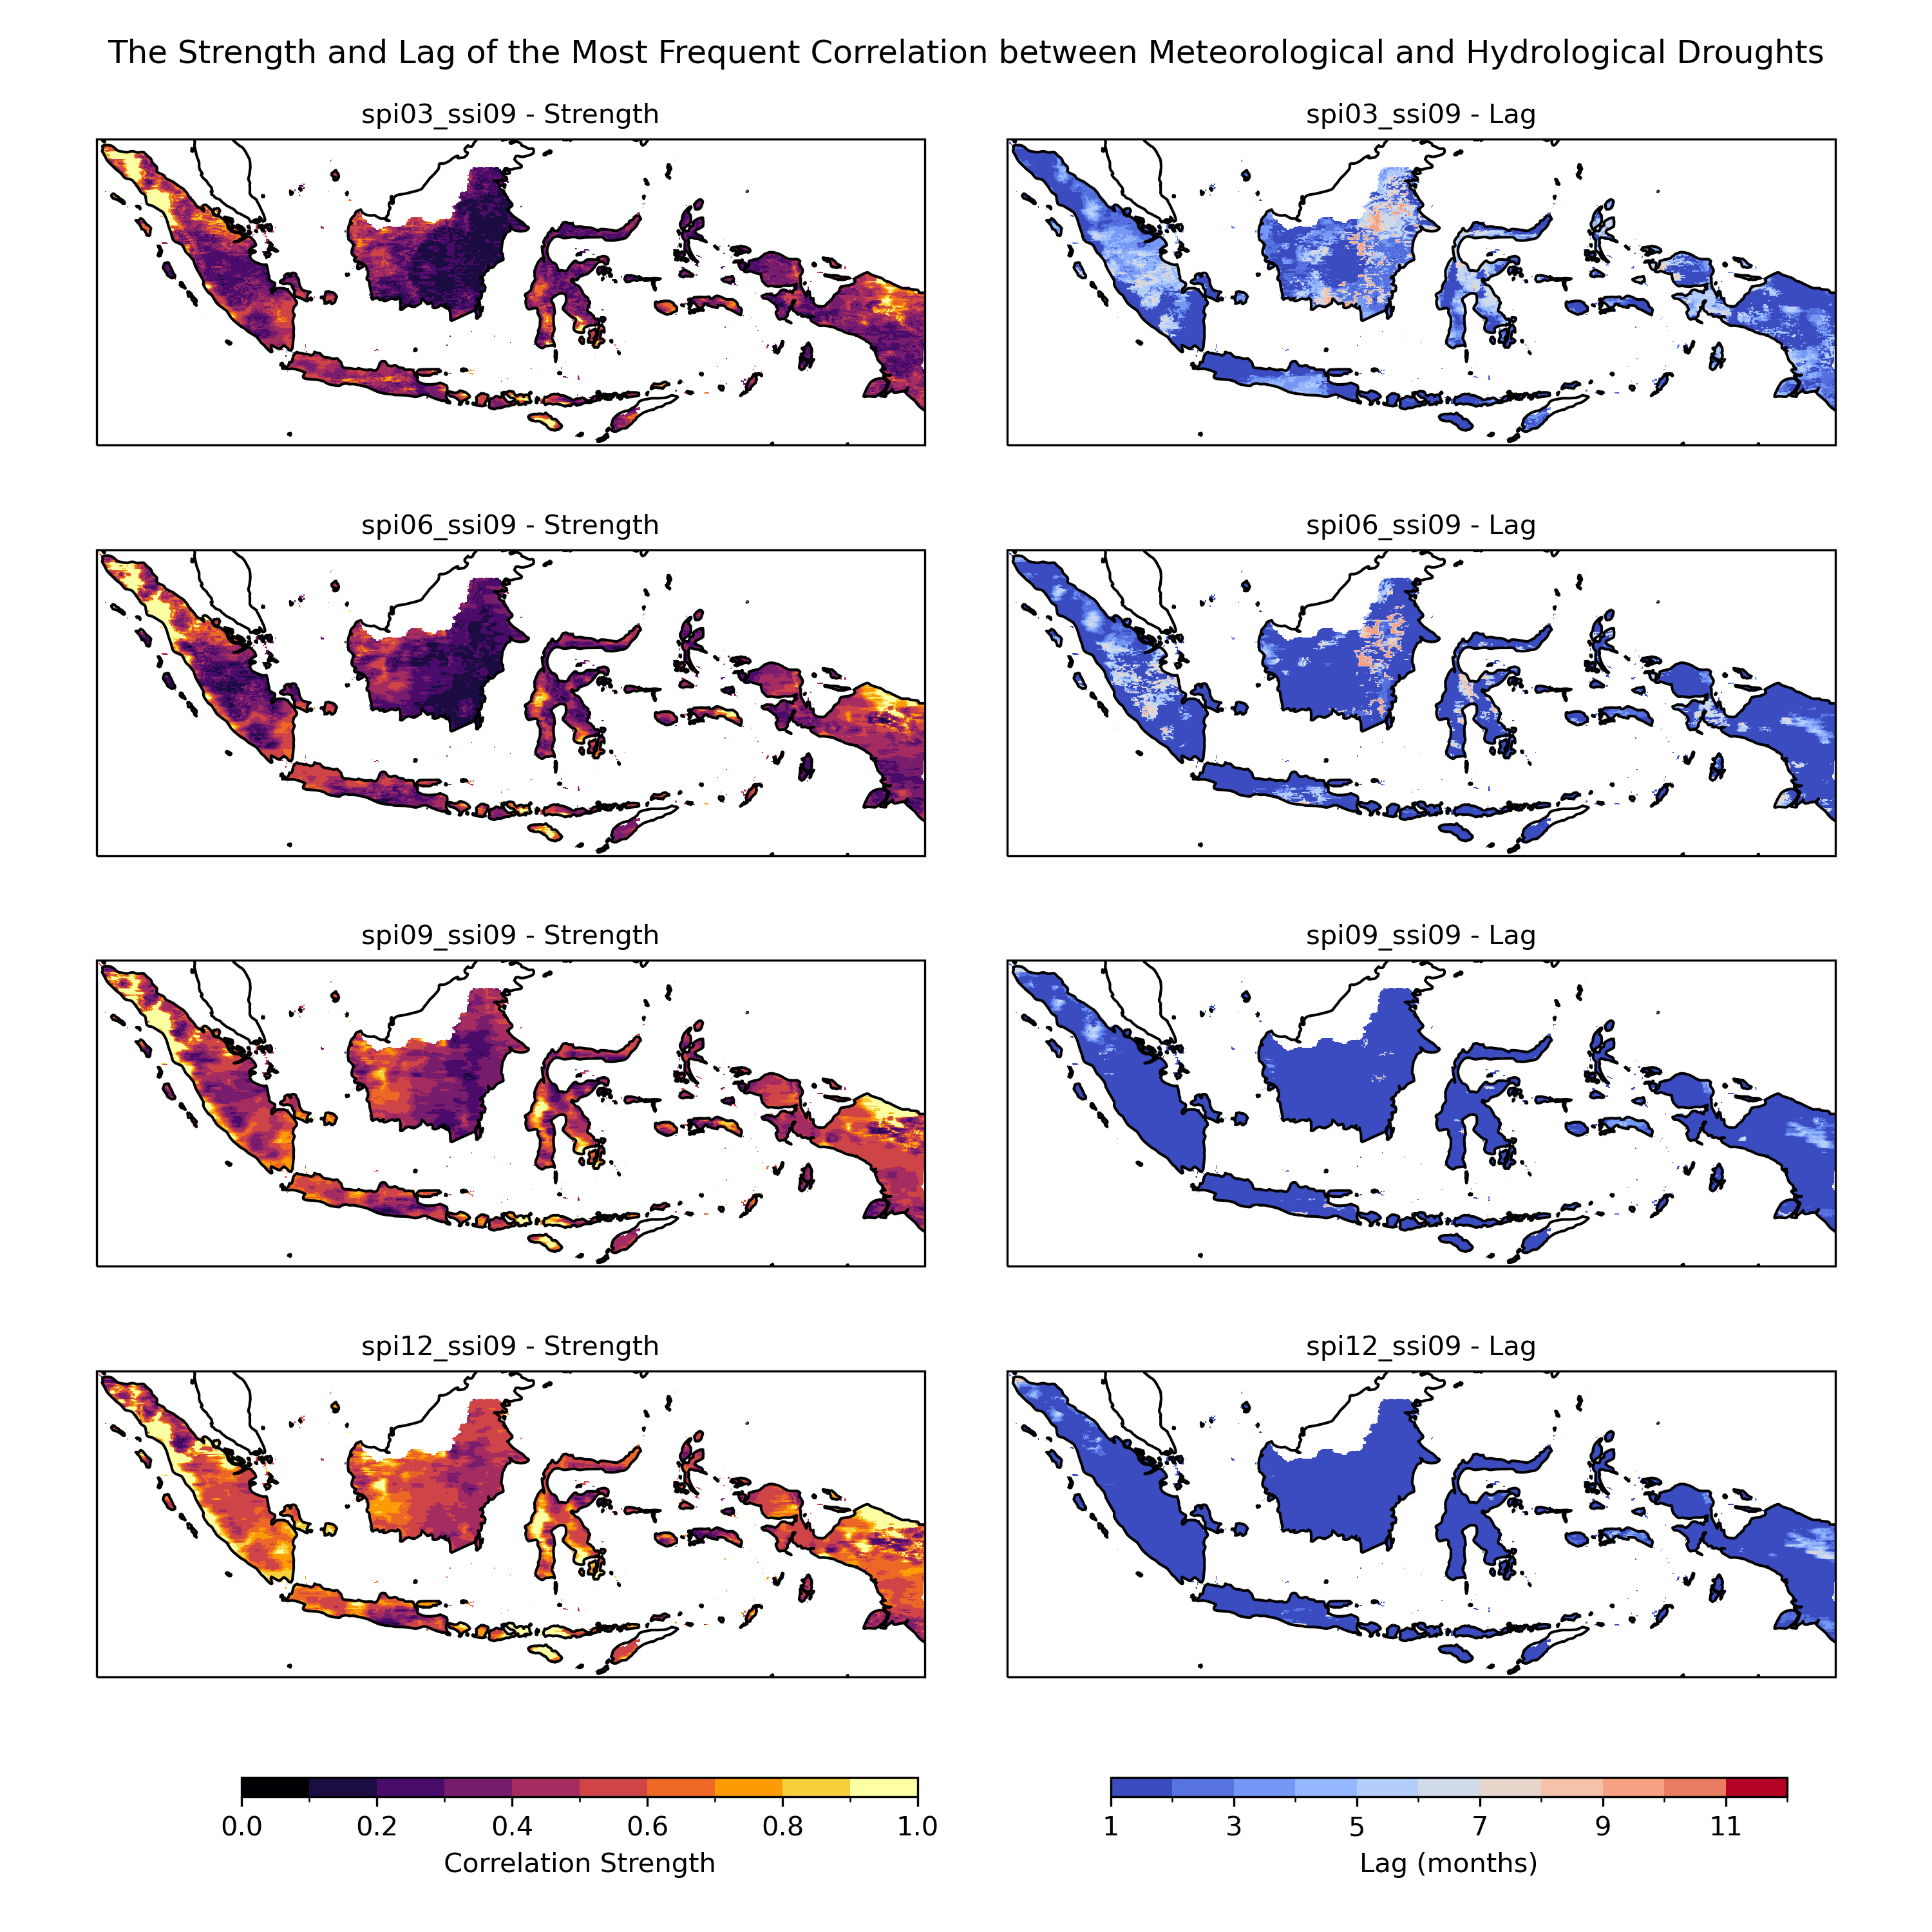 The Strength and Lag of the Most Frequent Correlation between Meteorological and Hydrological Droughts
spi03_ssi09 - Strength
spi03_ssi09 - Lag
spi06_ssi09 - Strength
spi06_ssi09 - Lag
spi09_ssi09 - Strength
spi09_ssi09 - Lag
spi12_ssi09 - Strength
spi12_ssi09 - Lag
0.0 0.2 0.4 0.6 0.8 1.0
Correlation Strength
1 3 5 7 9 11
Lag (months)